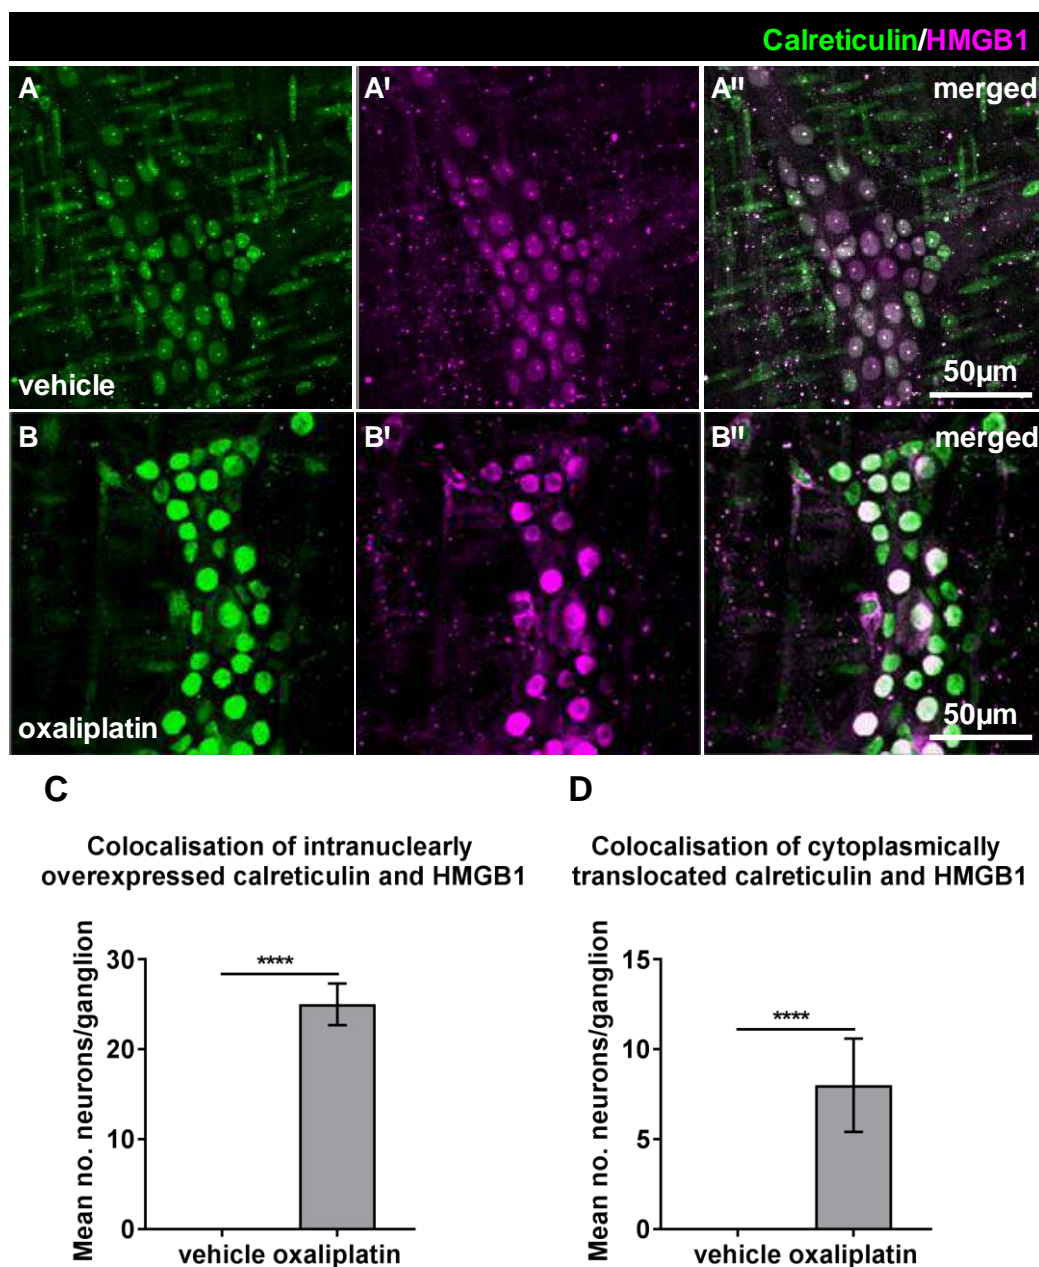 Calreticulin/HMGB1
A
A'
A" merged
vehicle
50µm
B
B'
B" merged
oxaliplatin
50µm
C
D
Colocalisation of intranuclearly
overexpressed calreticulin and HMGB1
Colocalisation of cytoplasmically
translocated calreticulin and HMGB1
Mean no. neurons/ganglion
30
20
10
0
****
vehicle oxaliplatin
Mean no. neurons/ganglion
15
10
5
0
****
vehicle oxaliplatin